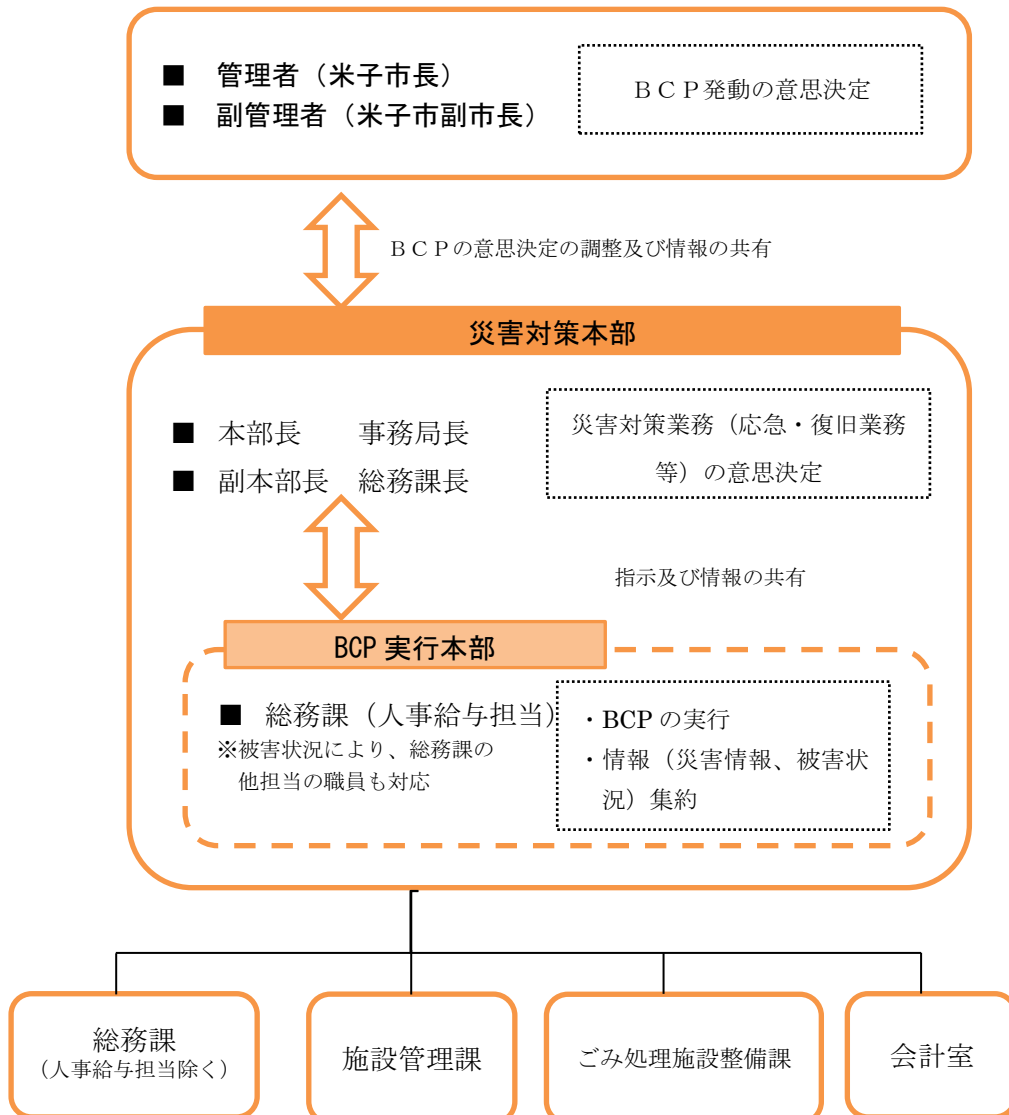 ■ 管理者（米子市長）
■ 副管理者（米子市副市長）
ＢＣＰ発動の意思決定
ＢＣＰの意思決定の調整及び情報の共有
災害対策本部
■ 本部長　　事務局長
■ 副本部長　総務課長
災害対策業務（応急・復旧業務
等）の意思決定
指示及び情報の共有
BCP 実行本部
■ 総務課（人事給与担当）
※被害状況により、総務課の
他担当の職員も対応
・BCP の実行
・情報（災害情報、被害状
況）集約
総務課
（人事給与担当除く）
施設管理課
ごみ処理施設整備課
会計室